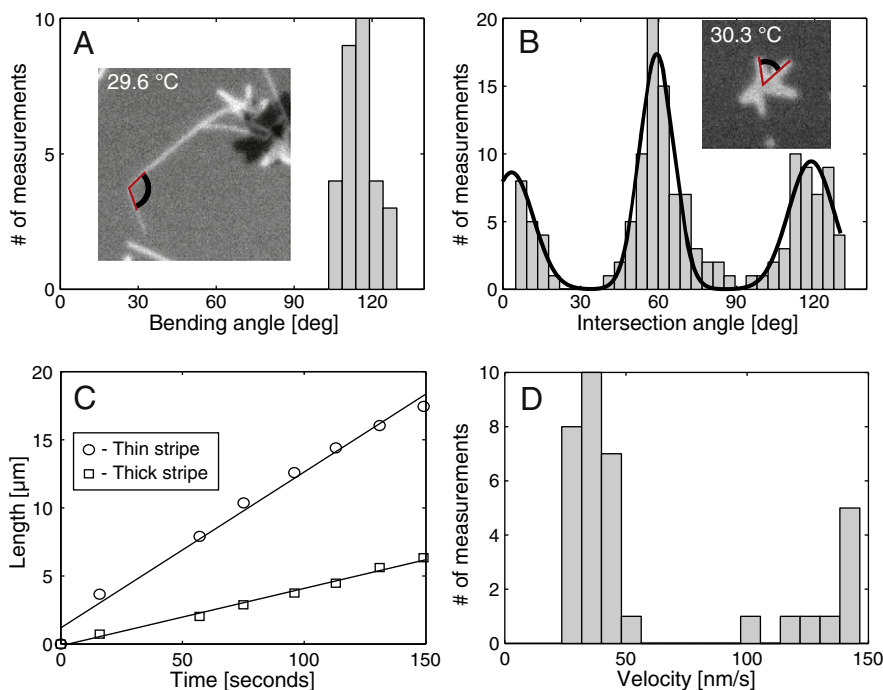 A
29.6 °C
# of measurements
10
5
0
0
30
60
90
120
Bending angle [deg]
B
30.3 °C
# of measurements
20
15
10
5
0
0
30
60
90
120
Intersection angle [deg]
C
- Thin stripe
- Thick stripe
Length [µm]
20
15
10
5
0
0
50
100
150
Time [seconds]
D
# of measurements
10
8
6
4
2
0
0
50
100
150
Velocity [nm/s]